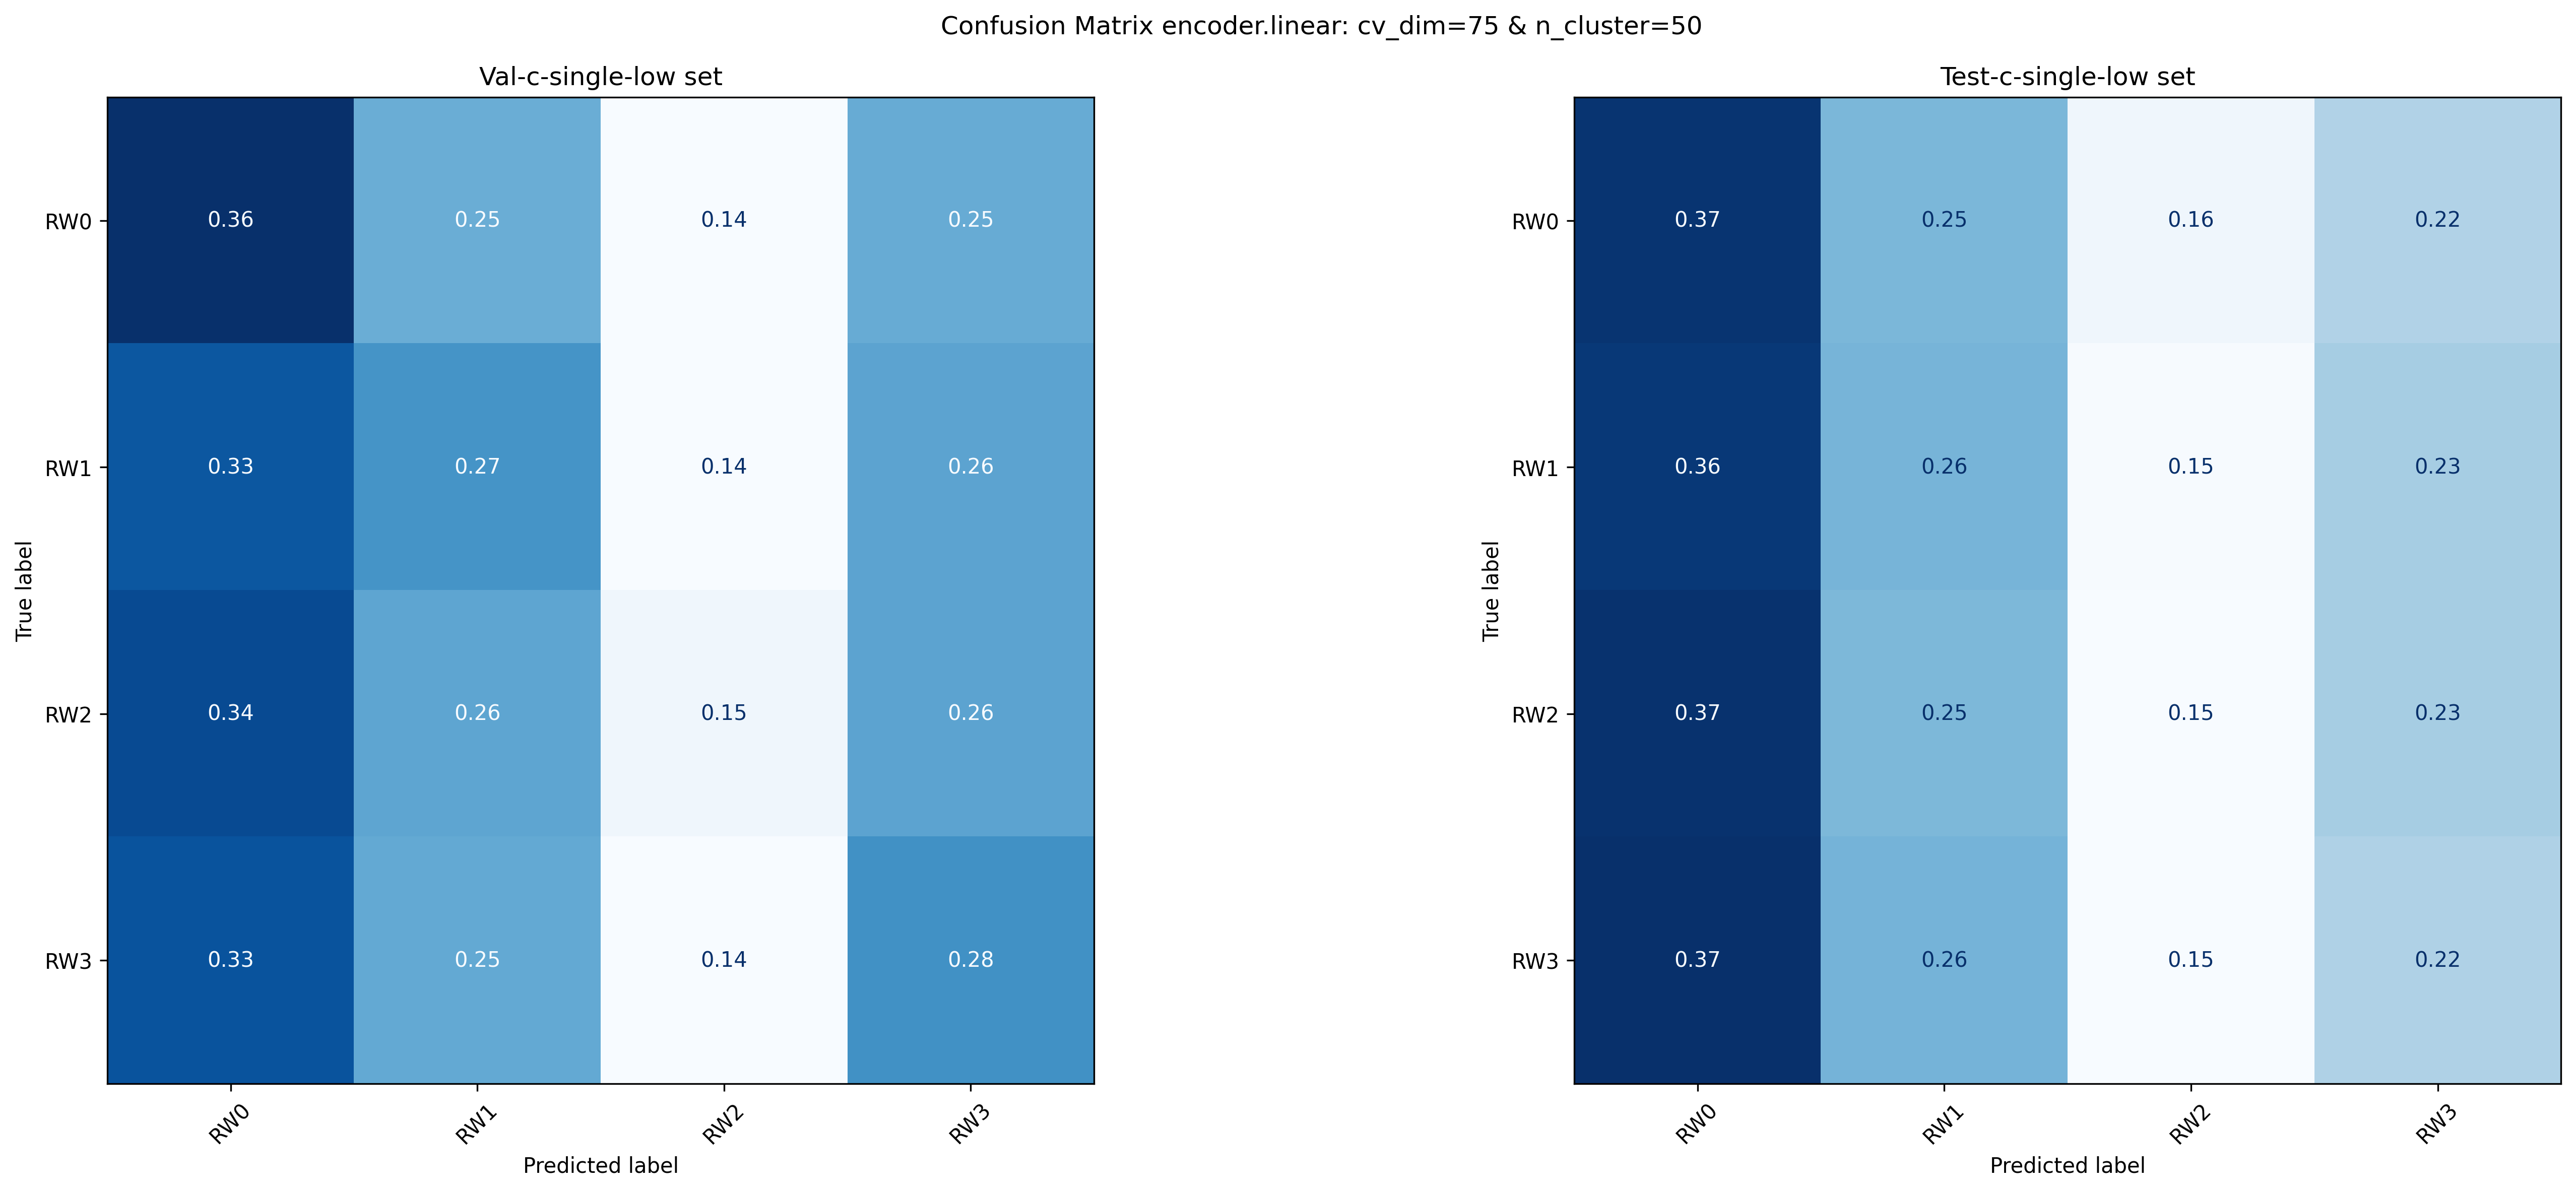 Confusion Matrix encoder.linear: cv_dim=75 & n_cluster=50
Val-c-single-low set
True label
RW0
0.36 0.25 0.14 0.25
RW1
0.33 0.27 0.14 0.26
RW2
0.34 0.26 0.15 0.26
RW3
0.33 0.25 0.14 0.28
RW0 RW1 RW2 RW3
Predicted label
Test-c-single-low set
True label
RW0
0.37 0.25 0.16 0.22
RW1
0.36 0.26 0.15 0.23
RW2
0.37 0.25 0.15 0.23
RW3
0.37 0.26 0.15 0.22
RW0 RW1 RW2 RW3
Predicted label